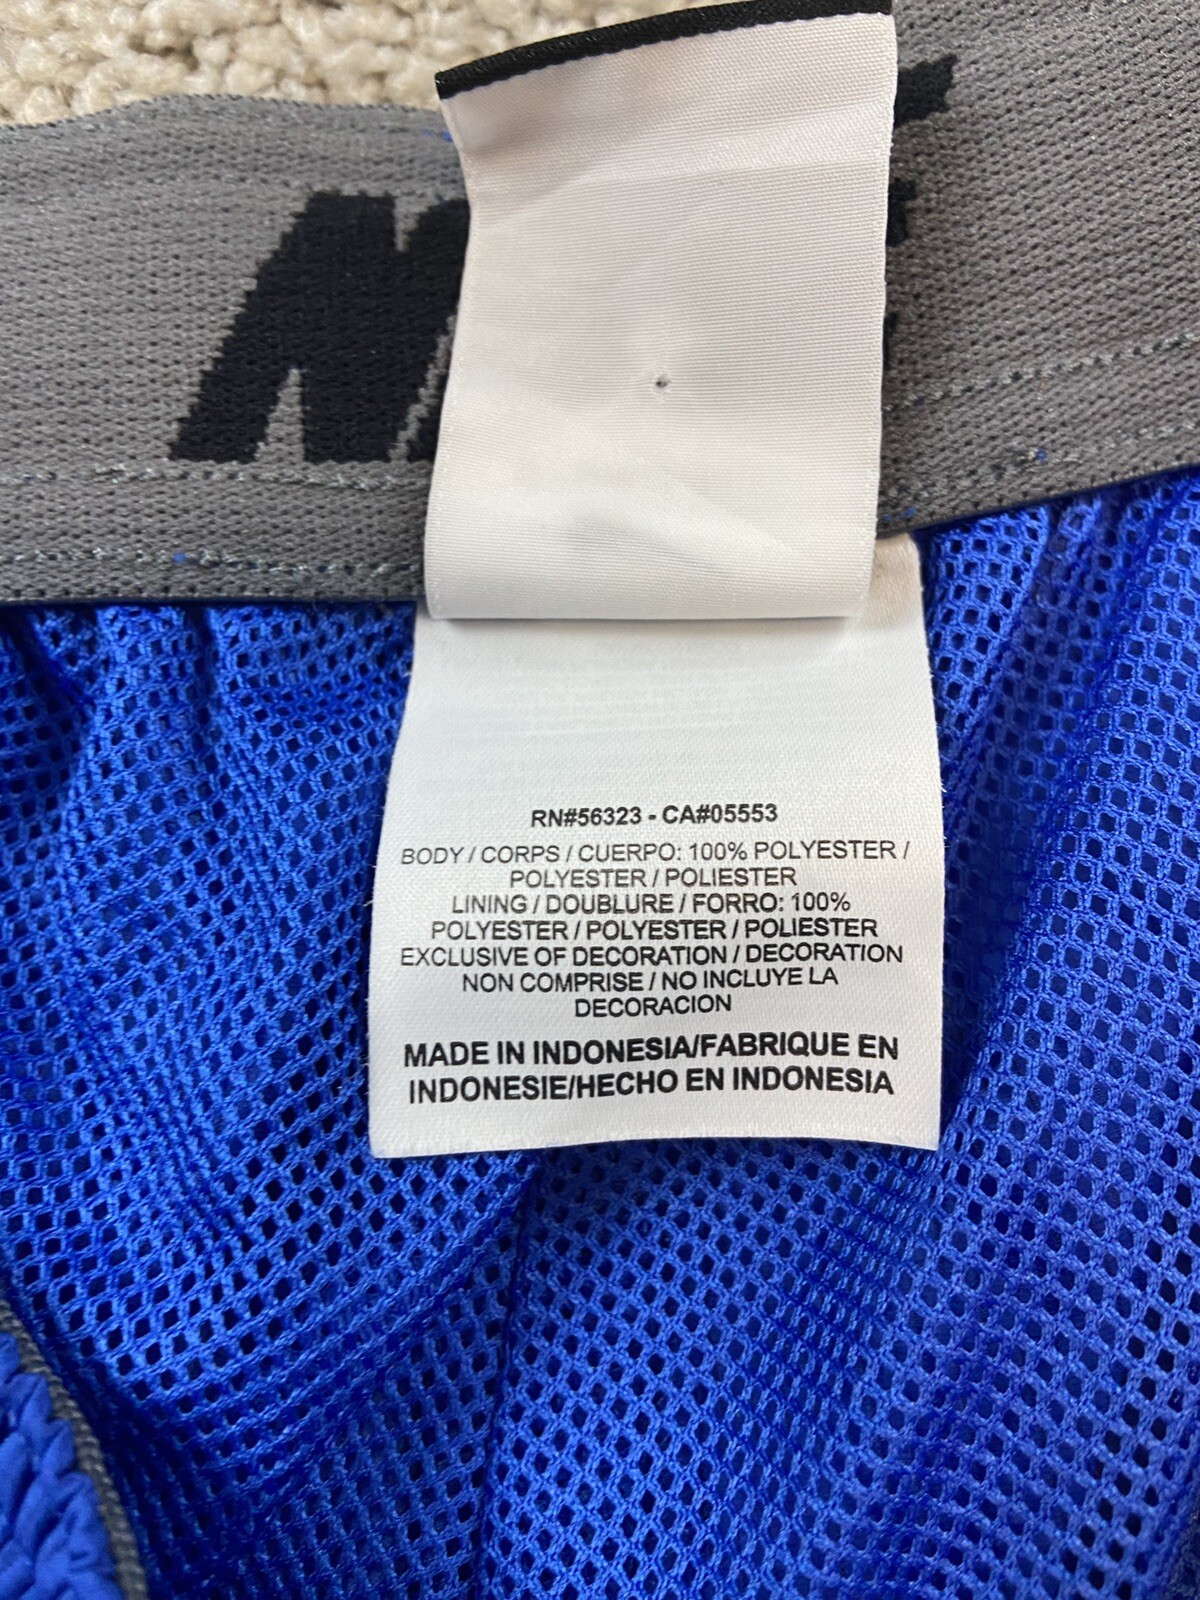 RN#56323 - CA#05553
BODY / CORPS / CUERPO: 100% POLYESTER /
POLYESTER / POLIESTER
LINING / DOUBLURE / FORRO: 100%
POLYESTER / POLYESTER / POLIESTER
EXCLUSIVE OF DECORATION / DECORATION
NON COMPRISE / NO INCLUYE LA
DECORACION
MADE IN INDONESIA/FABRIQUE EN
INDONESIE/HECHO EN INDONESIA